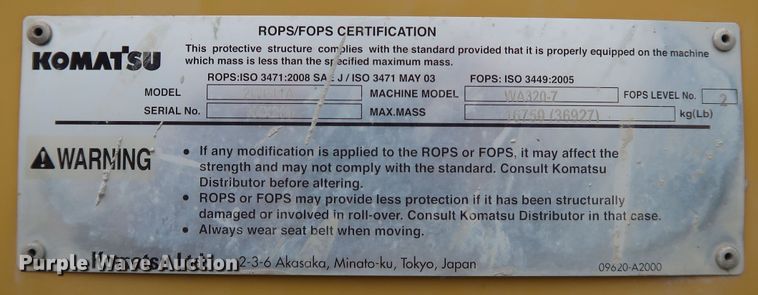 ROPS/FOPS CERTIFICATION
KOMATSU
This protective structure complies with the standard provided that it is properly equipped on the machine
which mass is less than the specified maximum mass.
ROPS:ISO 3471:2008 SAE J / ISO 3471 MAY 03 FOPS: ISO 3449:2005
MODEL MACHINE MODEL WA320-7 FOPS LEVEL No. 2
SERIAL No. MAX.MASS 16750 (36927) kg(Lb)
WARNING
• If any modification is applied to the ROPS or FOPS, it may affect the
strength and may not comply with the standard. Consult Komatsu
Distributor before altering.
• ROPS or FOPS may provide less protection if it has been structurally
damaged or involved in roll-over. Consult Komatsu Distributor in that case.
• Always wear seat belt when moving.
Komatsu Ltd. 2-3-6 Akasaka, Minato-ku, Tokyo, Japan 09620-A2000
Purple Wave Auction